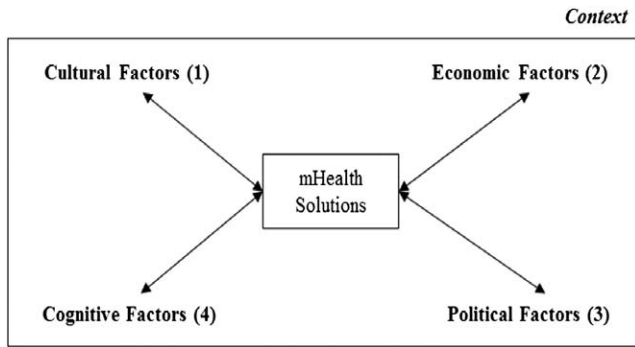 Context
Cultural Factors (1)
Economic Factors (2)
mHealth
Solutions
Cognitive Factors (4)
Political Factors (3)